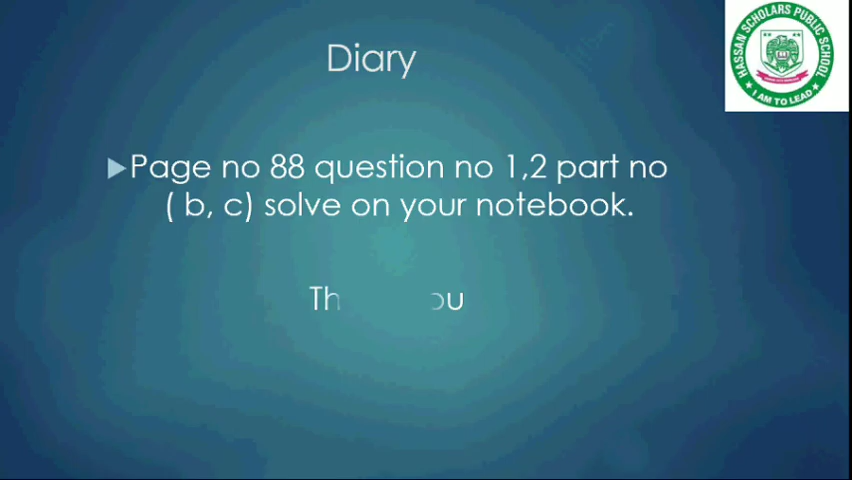 Diary
HASSAN SCHOLARS PUBLIC SCHOOL
I AM TO LEAD
Page no 88 question no 1,2 part no
( b, c) solve on your notebook.